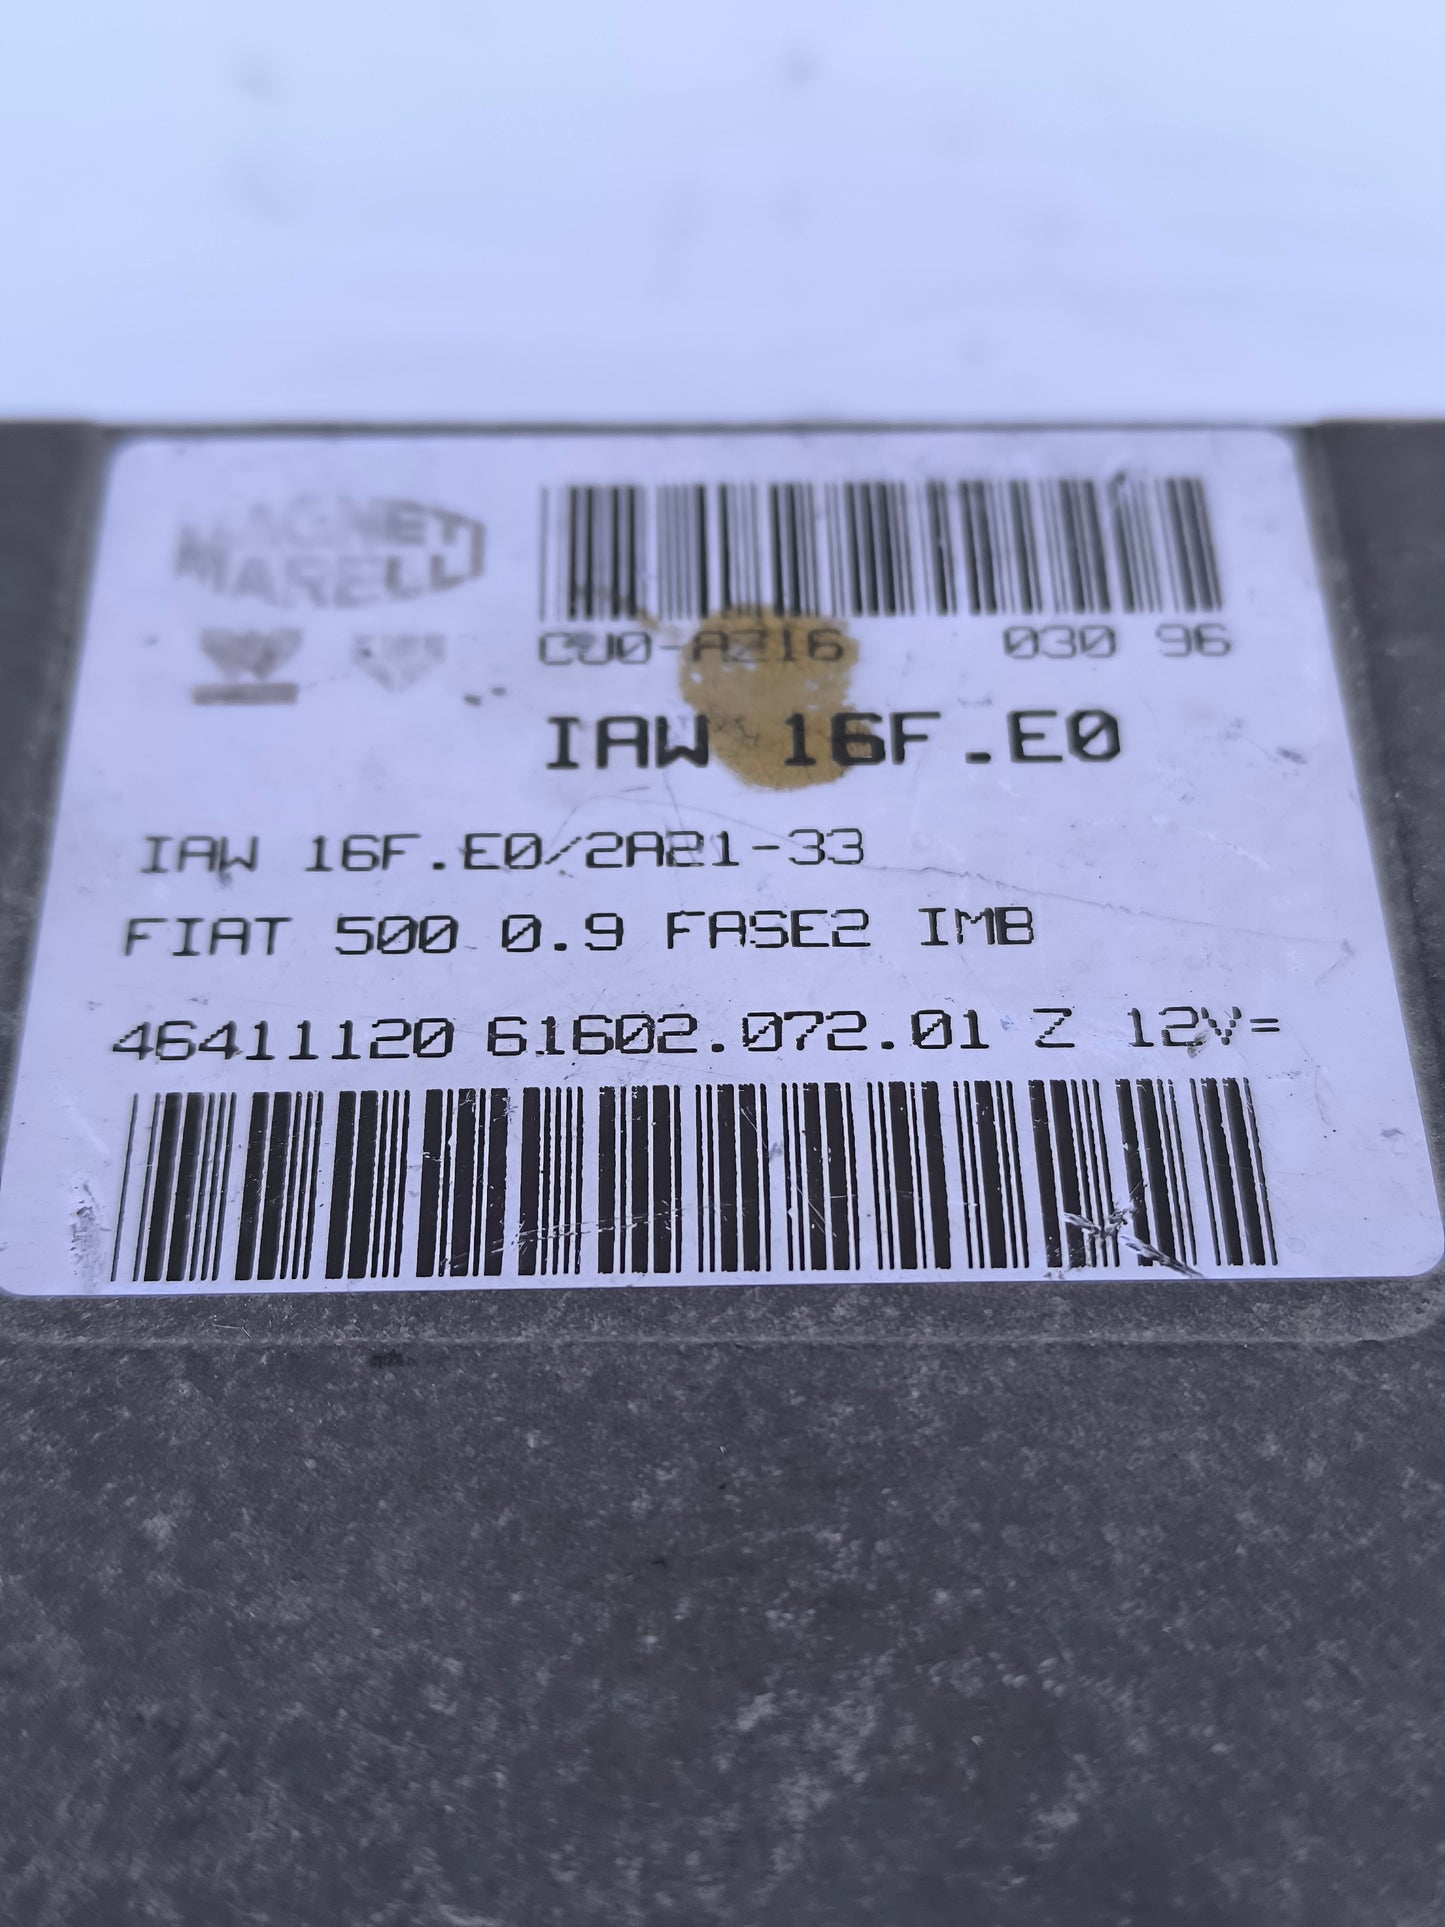 MAGNETI
MARELLI
CU0-A216 030 96
IAW 16F.E0
IAW 16F.E0/2A21-33
FIAT 500 0.9 FASE2 IMB
46411120 61602.072.01 Z 12V=